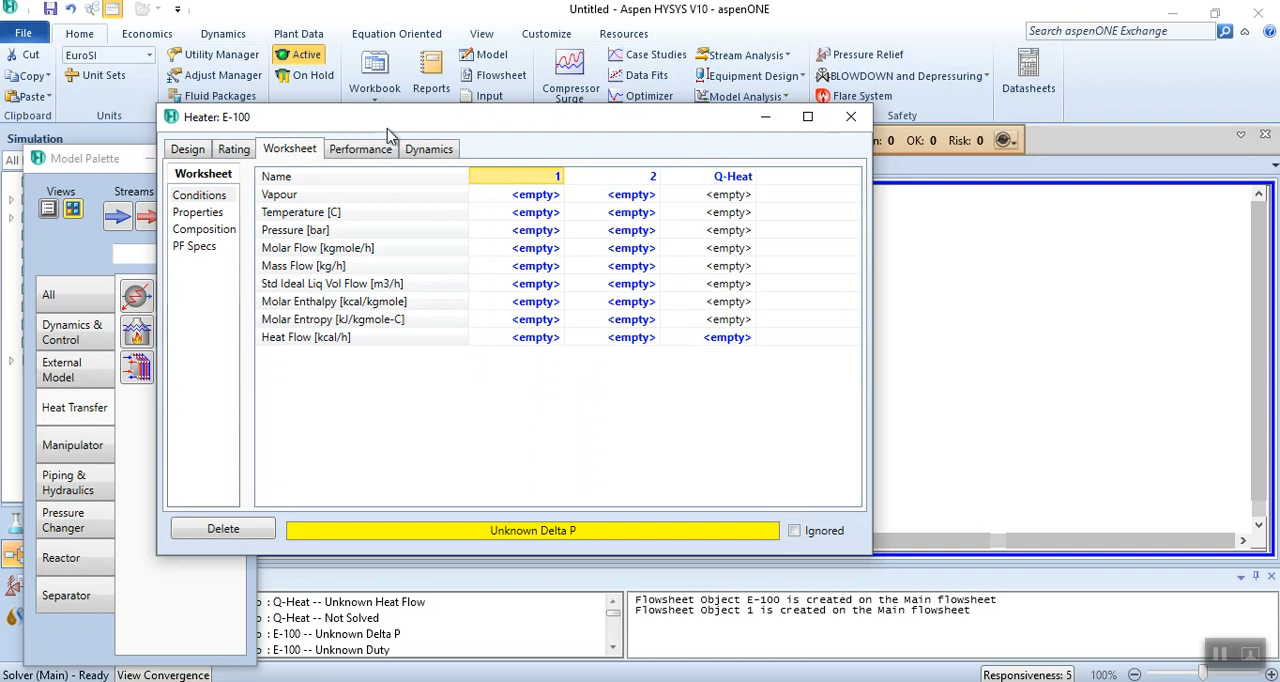 Untitled - Aspen HYSYS V10 - aspenONE
File Home Economics Dynamics Plant Data Equation Oriented View Customize Resources Search aspenONE Exchange
Cut EuroSI Utility Manager Active Model Case Studies Stream Analysis Pressure Relief
Copy Unit Sets Adjust Manager On Hold Workbook Reports Flowsheet Compressor Surge Data Fits Equipment Design BLOWDOWN and Depressuring Datasheets
Paste Fluid Packages Input Optimizer Model Analysis Flare System
Clipboard Units Safety
Simulation
All
Heater: E-100
n: 0 OK: 0 Risk: 0
Model Palette
Design Rating Worksheet Performance Dynamics
Views Streams
Worksheet
Conditions
Properties
Composition
PF Specs
Name 1 2 Q-Heat
Vapour <empty> <empty> <empty>
Temperature [C] <empty> <empty> <empty>
Pressure [bar] <empty> <empty> <empty>
Molar Flow [kgmole/h] <empty> <empty> <empty>
Mass Flow [kg/h] <empty> <empty> <empty>
Std Ideal Liq Vol Flow [m3/h] <empty> <empty> <empty>
Molar Enthalpy [kcal/kgmole] <empty> <empty> <empty>
Molar Entropy [kJ/kgmole-C] <empty> <empty> <empty>
Heat Flow [kcal/h] <empty> <empty> <empty>
All
Dynamics &
Control
External
Model
Heat Transfer
Manipulator
Piping &
Hydraulics
Pressure
Changer
Reactor
Separator
Delete Unknown Delta P Ignored
: Q-Heat -- Unknown Heat Flow
: Q-Heat -- Not Solved
: E-100 -- Unknown Delta P
: E-100 -- Unknown Duty
Flowsheet Object E-100 is created on the Main flowsheet
Flowsheet Object 1 is created on the Main flowsheet
Solver (Main) - Ready View Convergence Responsiveness: 5 100%